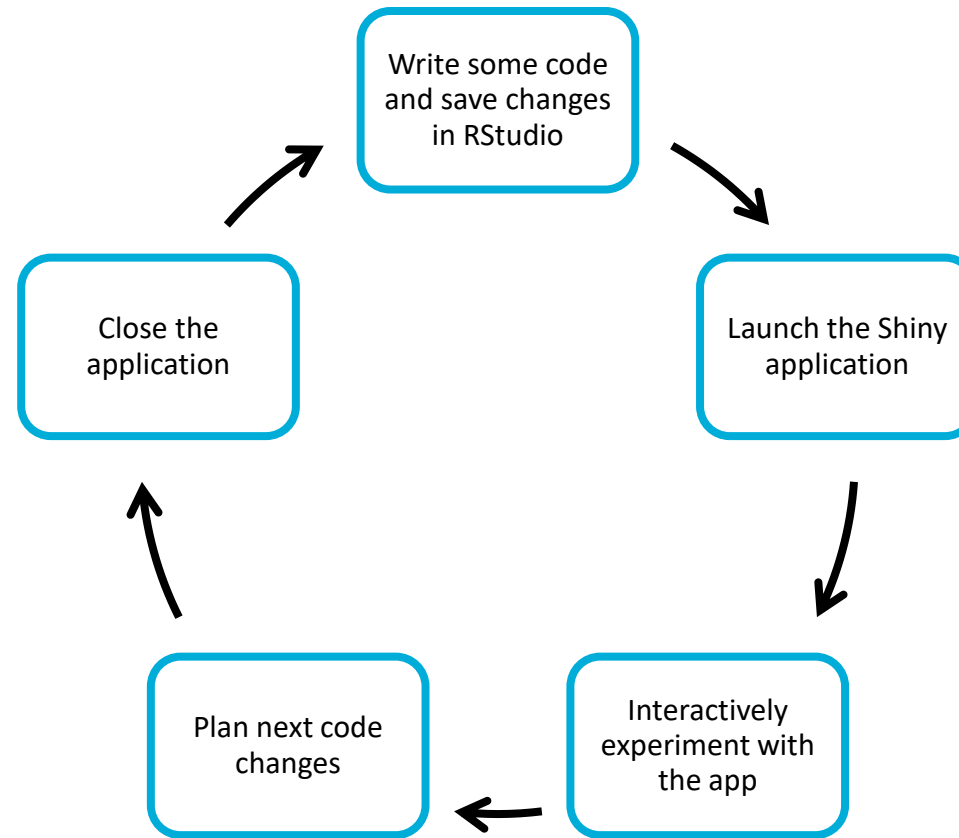 Write some code
and save changes
in RStudio
Launch the Shiny
application
Interactively
experiment with
the app
Plan next code
changes
Close the
application